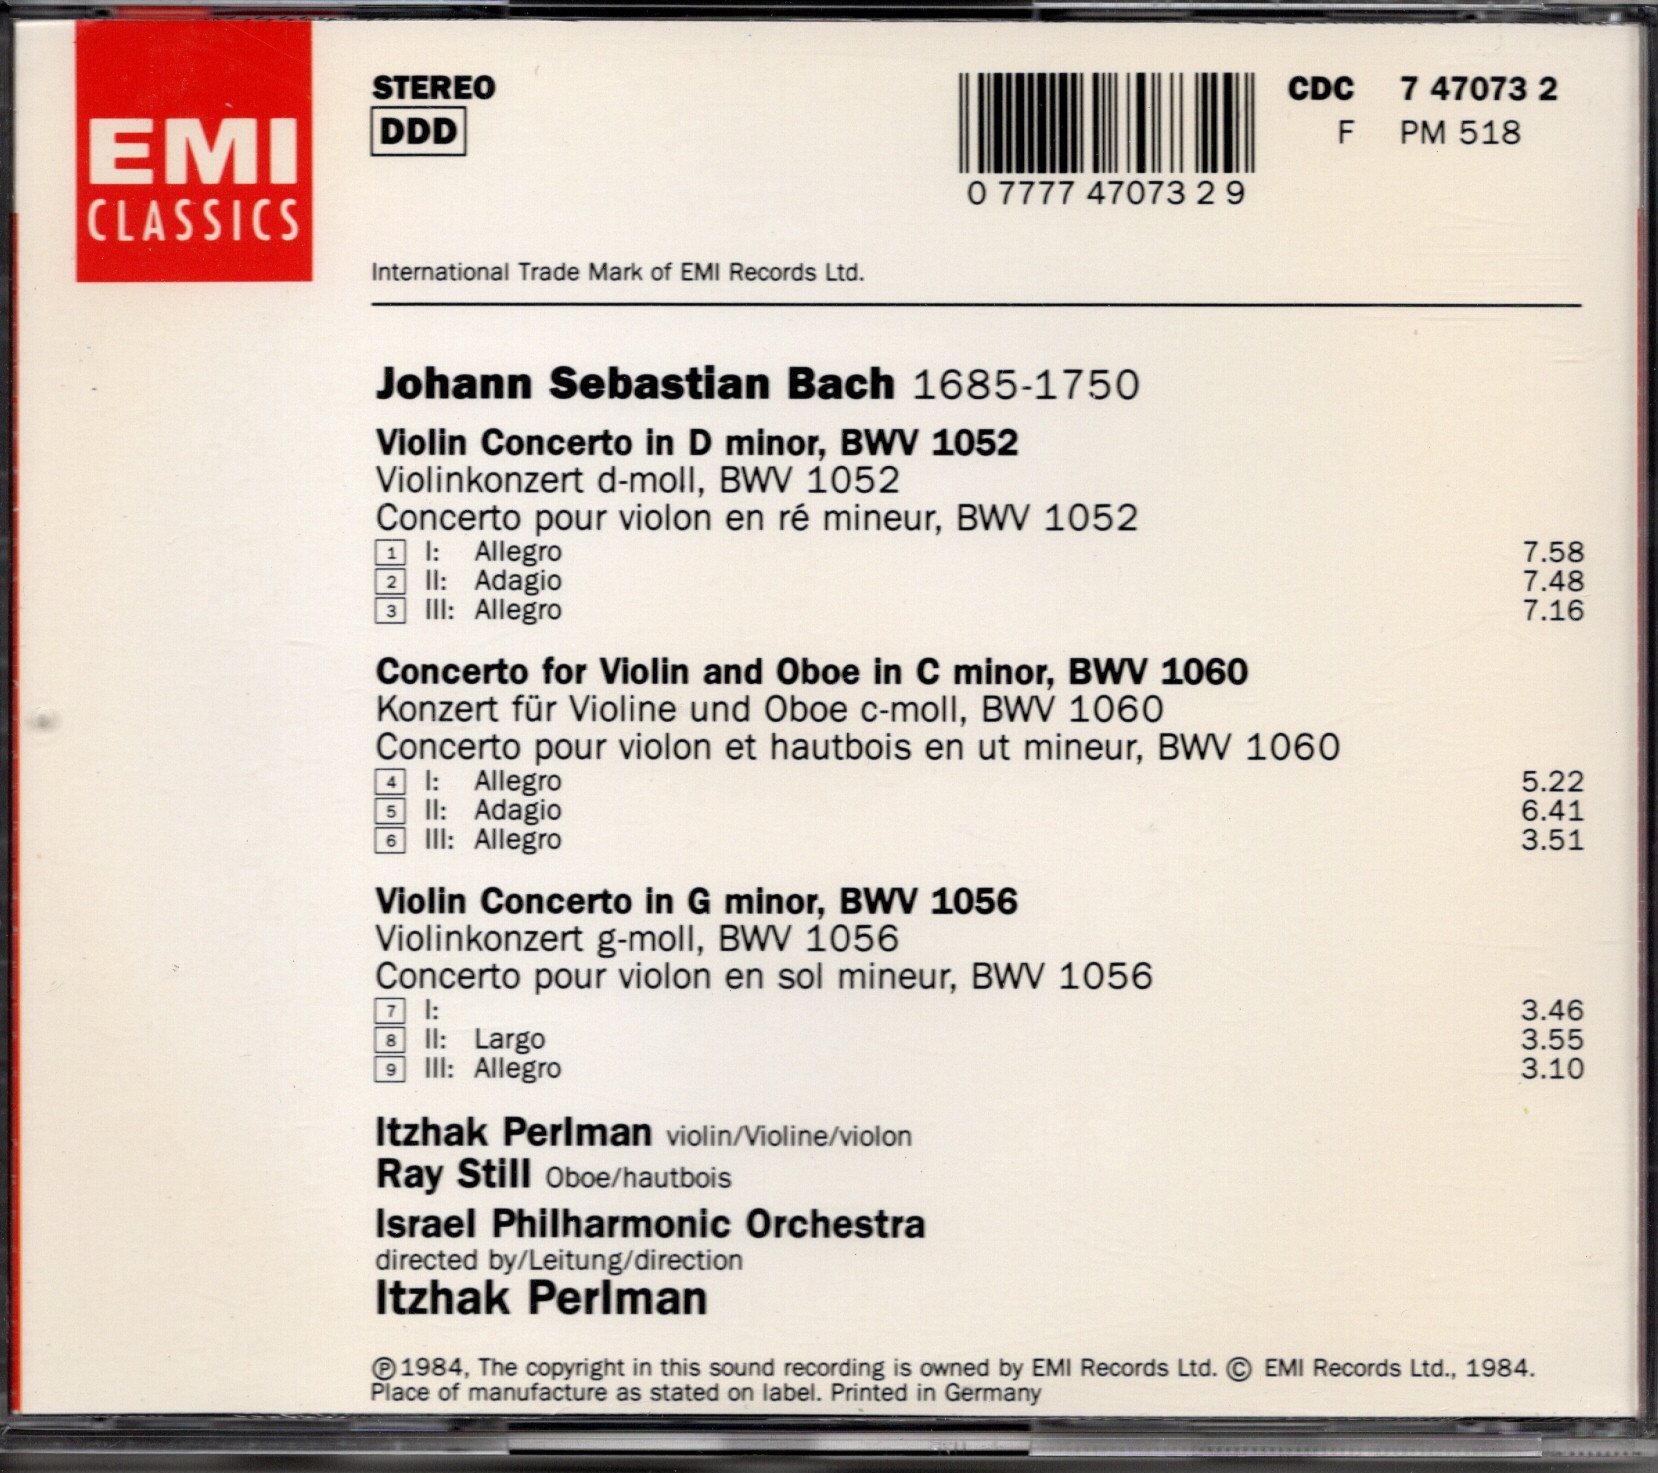 EMI
CLASSICS
STEREO
DDD
0 7777 47073 2 9
CDC 7 47073 2
F PM 518
International Trade Mark of EMI Records Ltd.
Johann Sebastian Bach 1685-1750
Violin Concerto in D minor, BWV 1052
Violinkonzert d-moll, BWV 1052
Concerto pour violon en ré mineur, BWV 1052
1 I: Allegro 7.58
2 II: Adagio 7.48
3 III: Allegro 7.16
Concerto for Violin and Oboe in C minor, BWV 1060
Konzert für Violine und Oboe c-moll, BWV 1060
Concerto pour violon et hautbois en ut mineur, BWV 1060
4 I: Allegro 5.22
5 II: Adagio 6.41
6 III: Allegro 3.51
Violin Concerto in G minor, BWV 1056
Violinkonzert g-moll, BWV 1056
Concerto pour violon en sol mineur, BWV 1056
7 I: 3.46
8 II: Largo 3.55
9 III: Allegro 3.10
Itzhak Perlman violin/Violine/violon
Ray Still Oboe/hautbois
Israel Philharmonic Orchestra
directed by/Leitung/direction
Itzhak Perlman
℗1984, The copyright in this sound recording is owned by EMI Records Ltd. © EMI Records Ltd., 1984.
Place of manufacture as stated on label. Printed in Germany